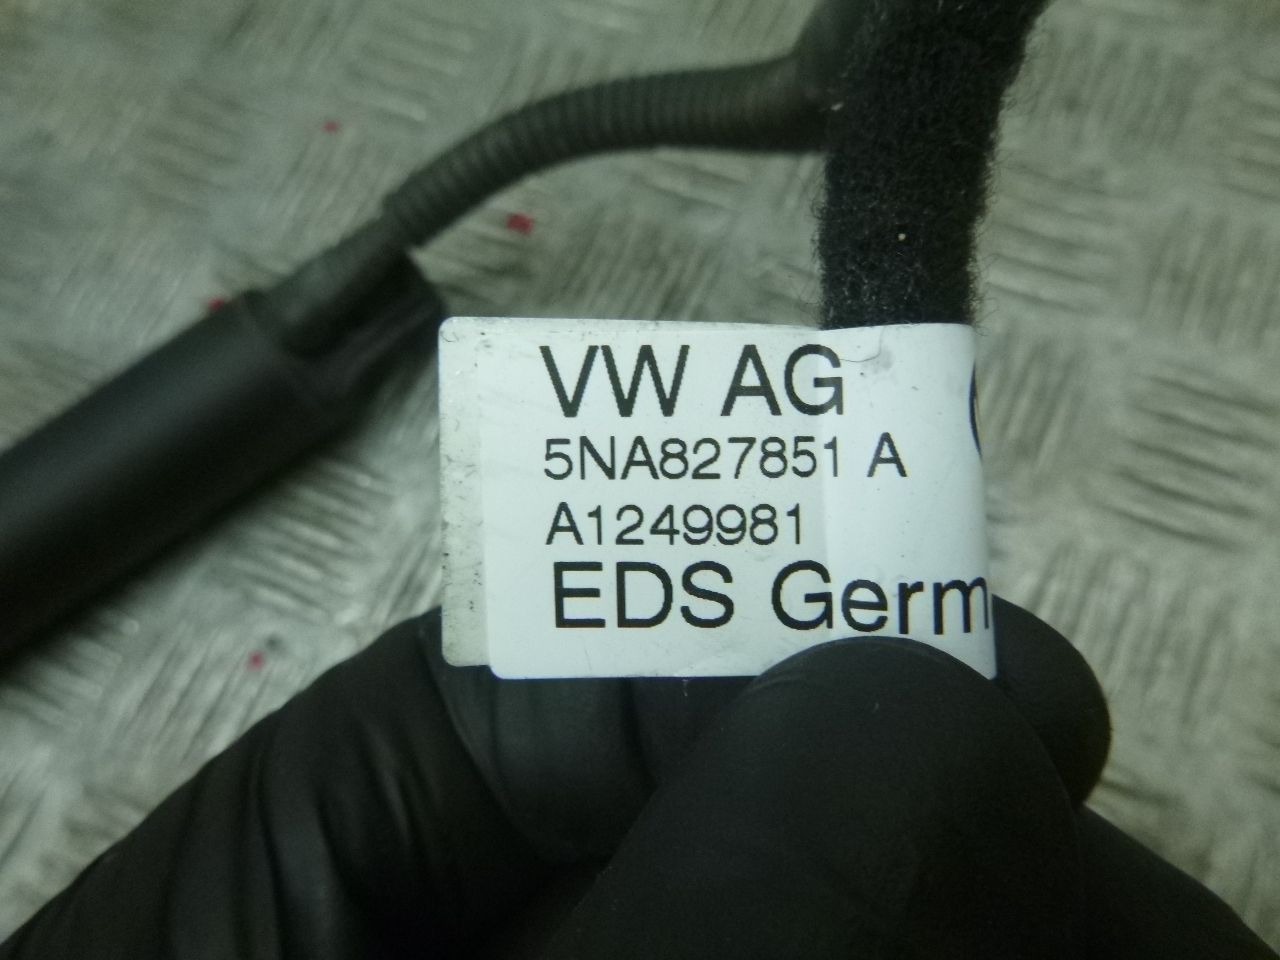 VW AG
5NA827851 A
A1249981
EDS Germ